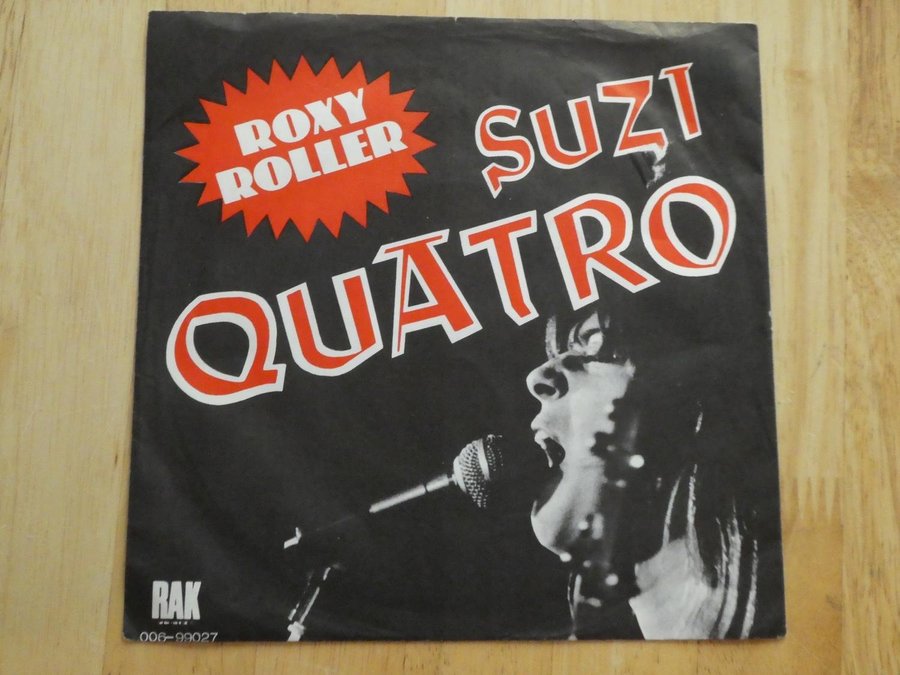 ROXY
ROLLER
SUZI
QUATRO
RAK
006-99027